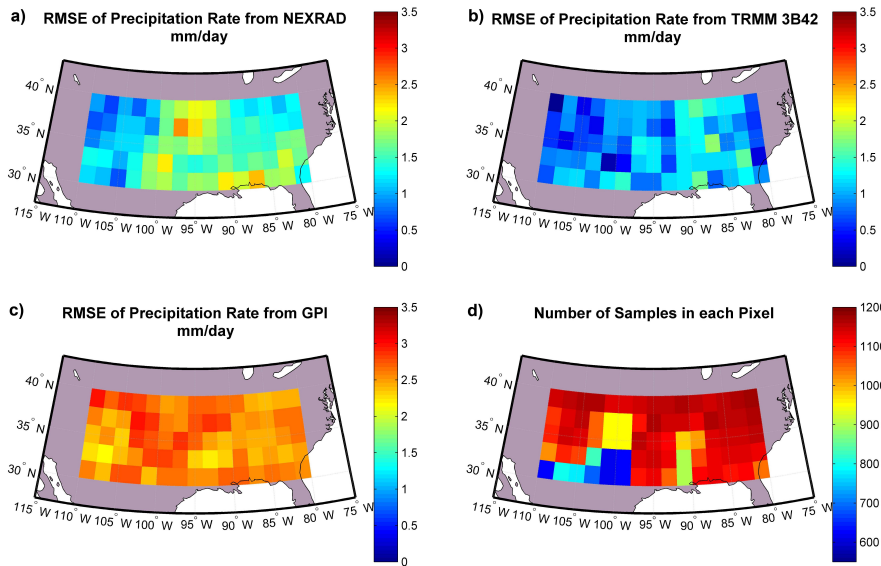 a) RMSE of Precipitation Rate from NEXRAD
mm/day
3.5
3
2.5
2
1.5
1
0.5
0
40° N
35° N
30° N
115° W
110° W
105° W
100° W
95° W
90° W
85° W
80° W
75° W
b) RMSE of Precipitation Rate from TRMM 3B42
mm/day
3.5
3
2.5
2
1.5
1
0.5
0
40° N
35° N
30° N
115° W
110° W
105° W
100° W
95° W
90° W
85° W
80° W
75° W
c) RMSE of Precipitation Rate from GPI
mm/day
3.5
3
2.5
2
1.5
1
0.5
0
40° N
35° N
30° N
115° W
110° W
105° W
100° W
95° W
90° W
85° W
80° W
75° W
d) Number of Samples in each Pixel
1200
1100
1000
900
800
700
600
40° N
35° N
30° N
115° W
110° W
105° W
100° W
95° W
90° W
85° W
80° W
75° W